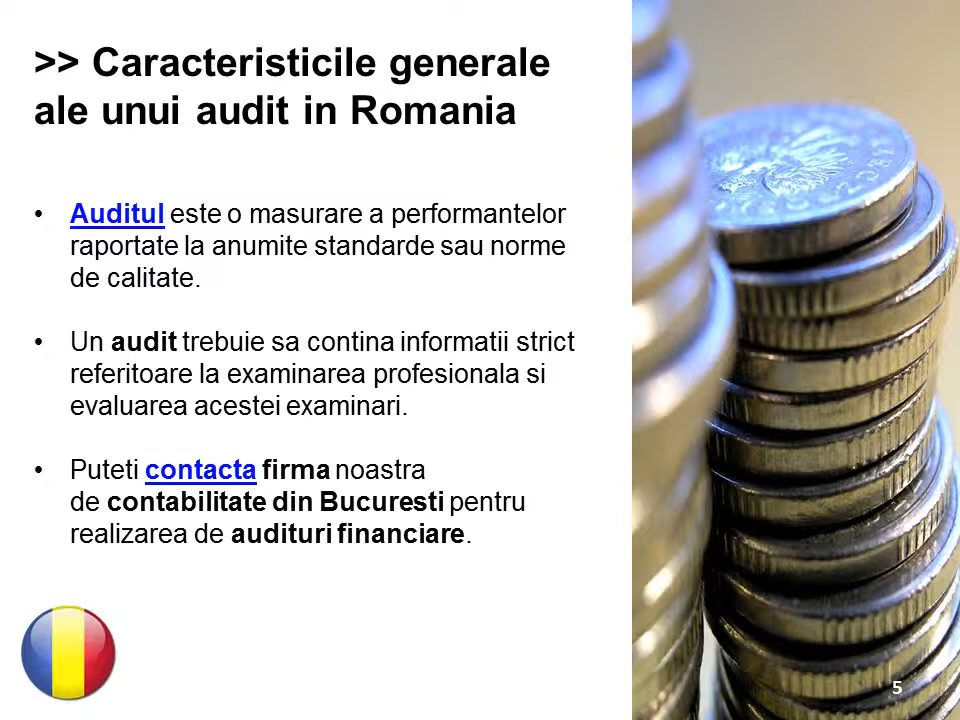 >> Caracteristicile generale
ale unui audit in Romania
• Auditul este o masurare a performantelor
raportate la anumite standarde sau norme
de calitate.
• Un audit trebuie sa contina informatii strict
referitoare la examinarea profesionala si
evaluarea acestei examinari.
• Puteti contacta firma noastra
de contabilitate din Bucuresti pentru
realizarea de audituri financiare.
5